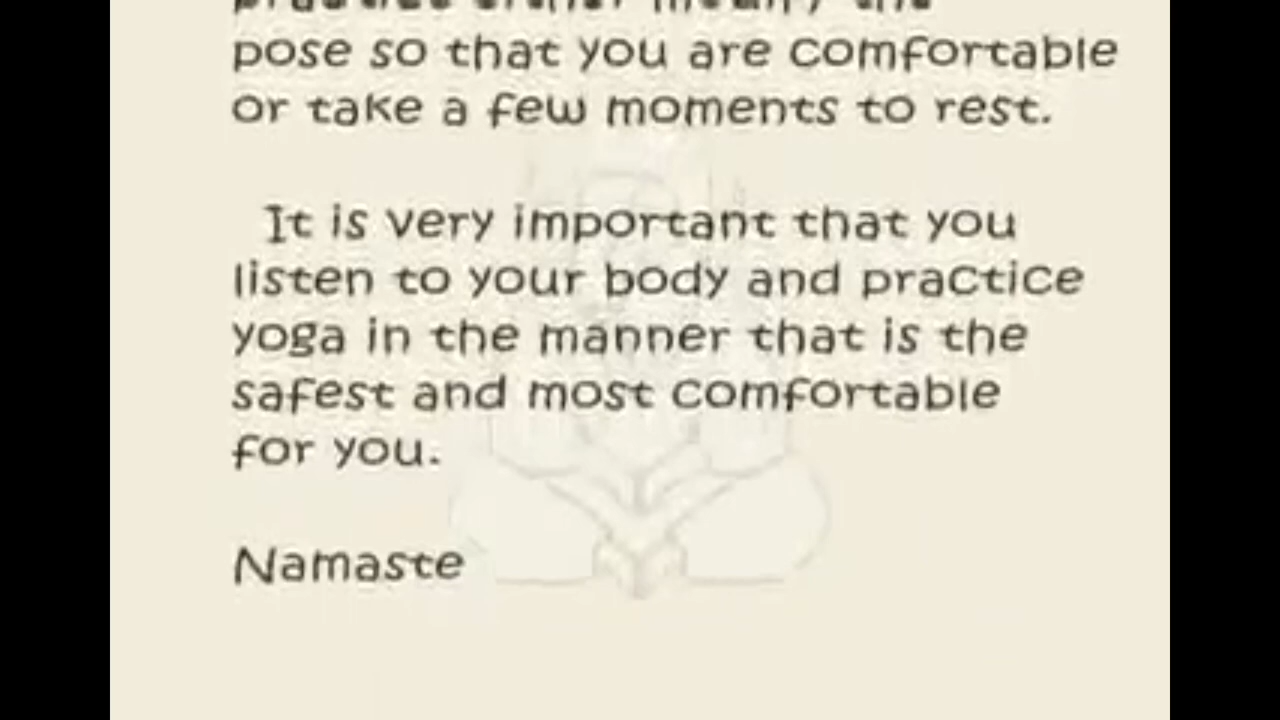 pose so that you are comfortable
or take a few moments to rest.
It is very important that you
listen to your body and practice
yoga in the manner that is the
safest and most comfortable
for you.
Namaste